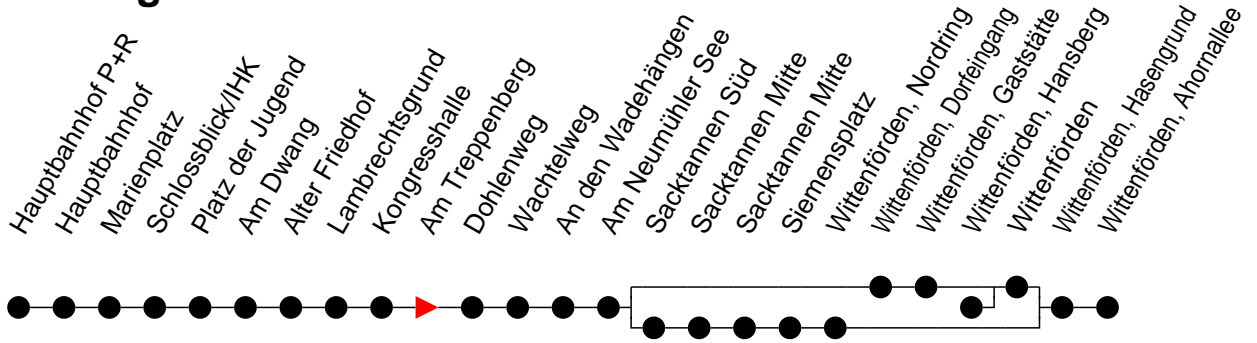 g
Hauptbahnhof P+R
Hauptbahnhof
Marienplatz
Schlossblick/IHK
Platz der Jugend
Am Dwang
Alter Friedhof
Lambrechtsgrund
Kongresshalle
Am Treppenberg
Dohlenweg
Wachtelweg
An den Wadehängen
Am Neumühler See
Sacktannen Süd
Sacktannen Mitte
Sacktannen Mitte
Siemensplatz
Wittenförden, Nordring
Wittenförden, Dorfeingang
Wittenförden, Gaststätte
Wittenförden, Hansberg
Wittenförden
Wittenförden, Hasengrund
Wittenförden, Ahornallee